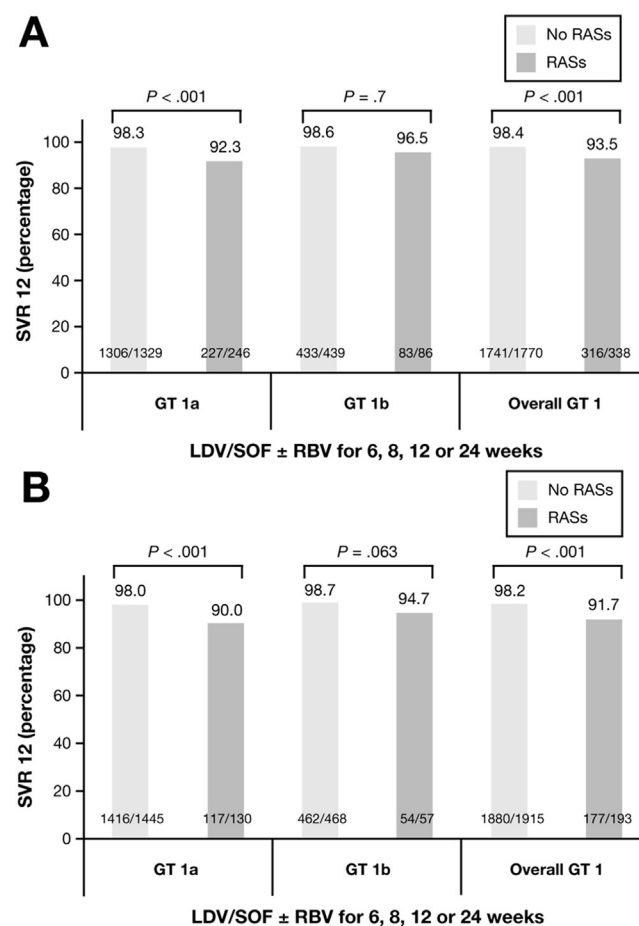 A
No RASs
RASs
P < .001
P = .7
P < .001
98.3
92.3
98.6
96.5
98.4
93.5
SVR 12 (percentage)
100
80
60
40
20
0
1306/1329
227/246
433/439
83/86
1741/1770
316/338
GT 1a
GT 1b
Overall GT 1
LDV/SOF ± RBV for 6, 8, 12 or 24 weeks
B
No RASs
RASs
P < .001
P = .063
P < .001
98.0
90.0
98.7
94.7
98.2
91.7
SVR 12 (percentage)
100
80
60
40
20
0
1416/1445
117/130
462/468
54/57
1880/1915
177/193
GT 1a
GT 1b
Overall GT 1
LDV/SOF ± RBV for 6, 8, 12 or 24 weeks